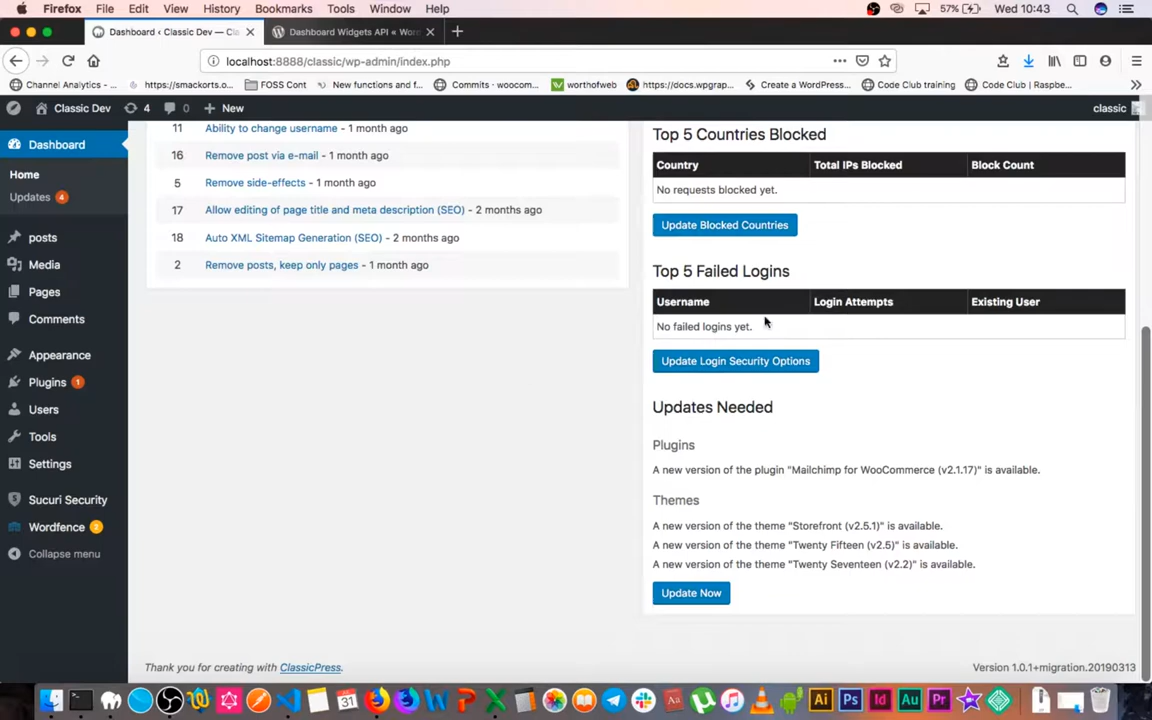 Firefox File Edit View History Bookmarks Tools Window Help 57% Wed 10:43
Dashboard ‹ Classic Dev — Cla Dashboard Widgets API « Wor
localhost:8888/classic/wp-admin/index.php
Channel Analytics - ... https://smackorts.o... FOSS Cont New functions and f... Commits · woocom... worthofweb https://docs.wpgrap... Create a WordPress... Code Club training Code Club | Raspbe...
Classic Dev 4 0 New classic
Dashboard
Home
Updates 4
posts
Media
Pages
Comments
Appearance
Plugins 1
Users
Tools
Settings
Sucuri Security
Wordfence 3
Collapse menu
11 Ability to change username - 1 month ago
16 Remove post via e-mail - 1 month ago
5 Remove side-effects - 1 month ago
17 Allow editing of page title and meta description (SEO) - 2 months ago
18 Auto XML Sitemap Generation (SEO) - 2 months ago
2 Remove posts, keep only pages - 1 month ago
Top 5 Countries Blocked
Country Total IPs Blocked Block Count
No requests blocked yet.
Update Blocked Countries
Top 5 Failed Logins
Username Login Attempts Existing User
No failed logins yet.
Update Login Security Options
Updates Needed
Plugins
A new version of the plugin "Mailchimp for WooCommerce (v2.1.17)" is available.
Themes
A new version of the theme "Storefront (v2.5.1)" is available.
A new version of the theme "Twenty Fifteen (v2.5)" is available.
A new version of the theme "Twenty Seventeen (v2.2)" is available.
Update Now
Thank you for creating with ClassicPress. Version 1.0.1+migration.20190313
31 Ai Ps Id Au Pr